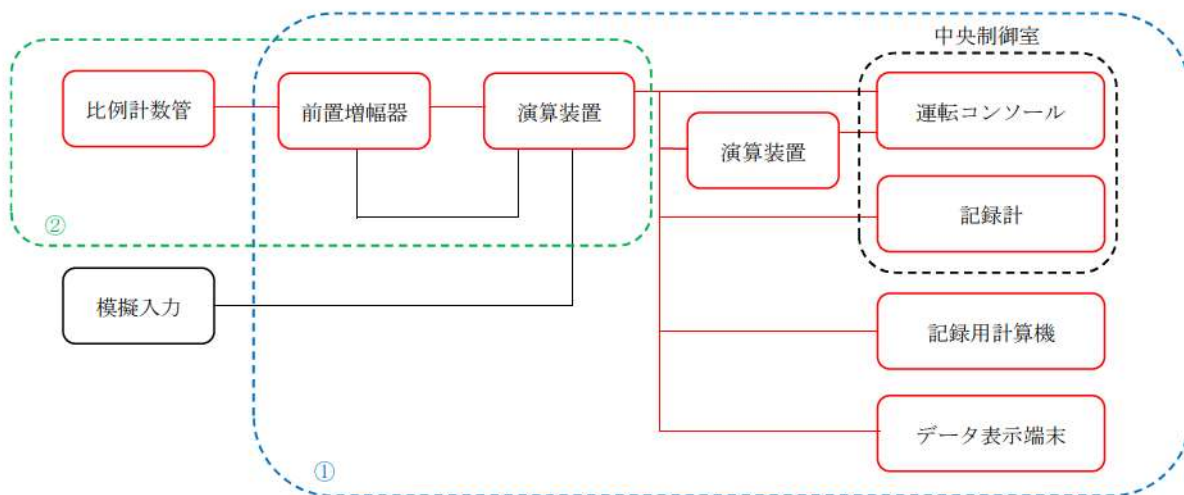 中央制御室
比例計数管
前置増幅器
演算装置
運転コンソール
演算装置
記録計
②
模擬入力
記録用計算機
データ表示端末
①